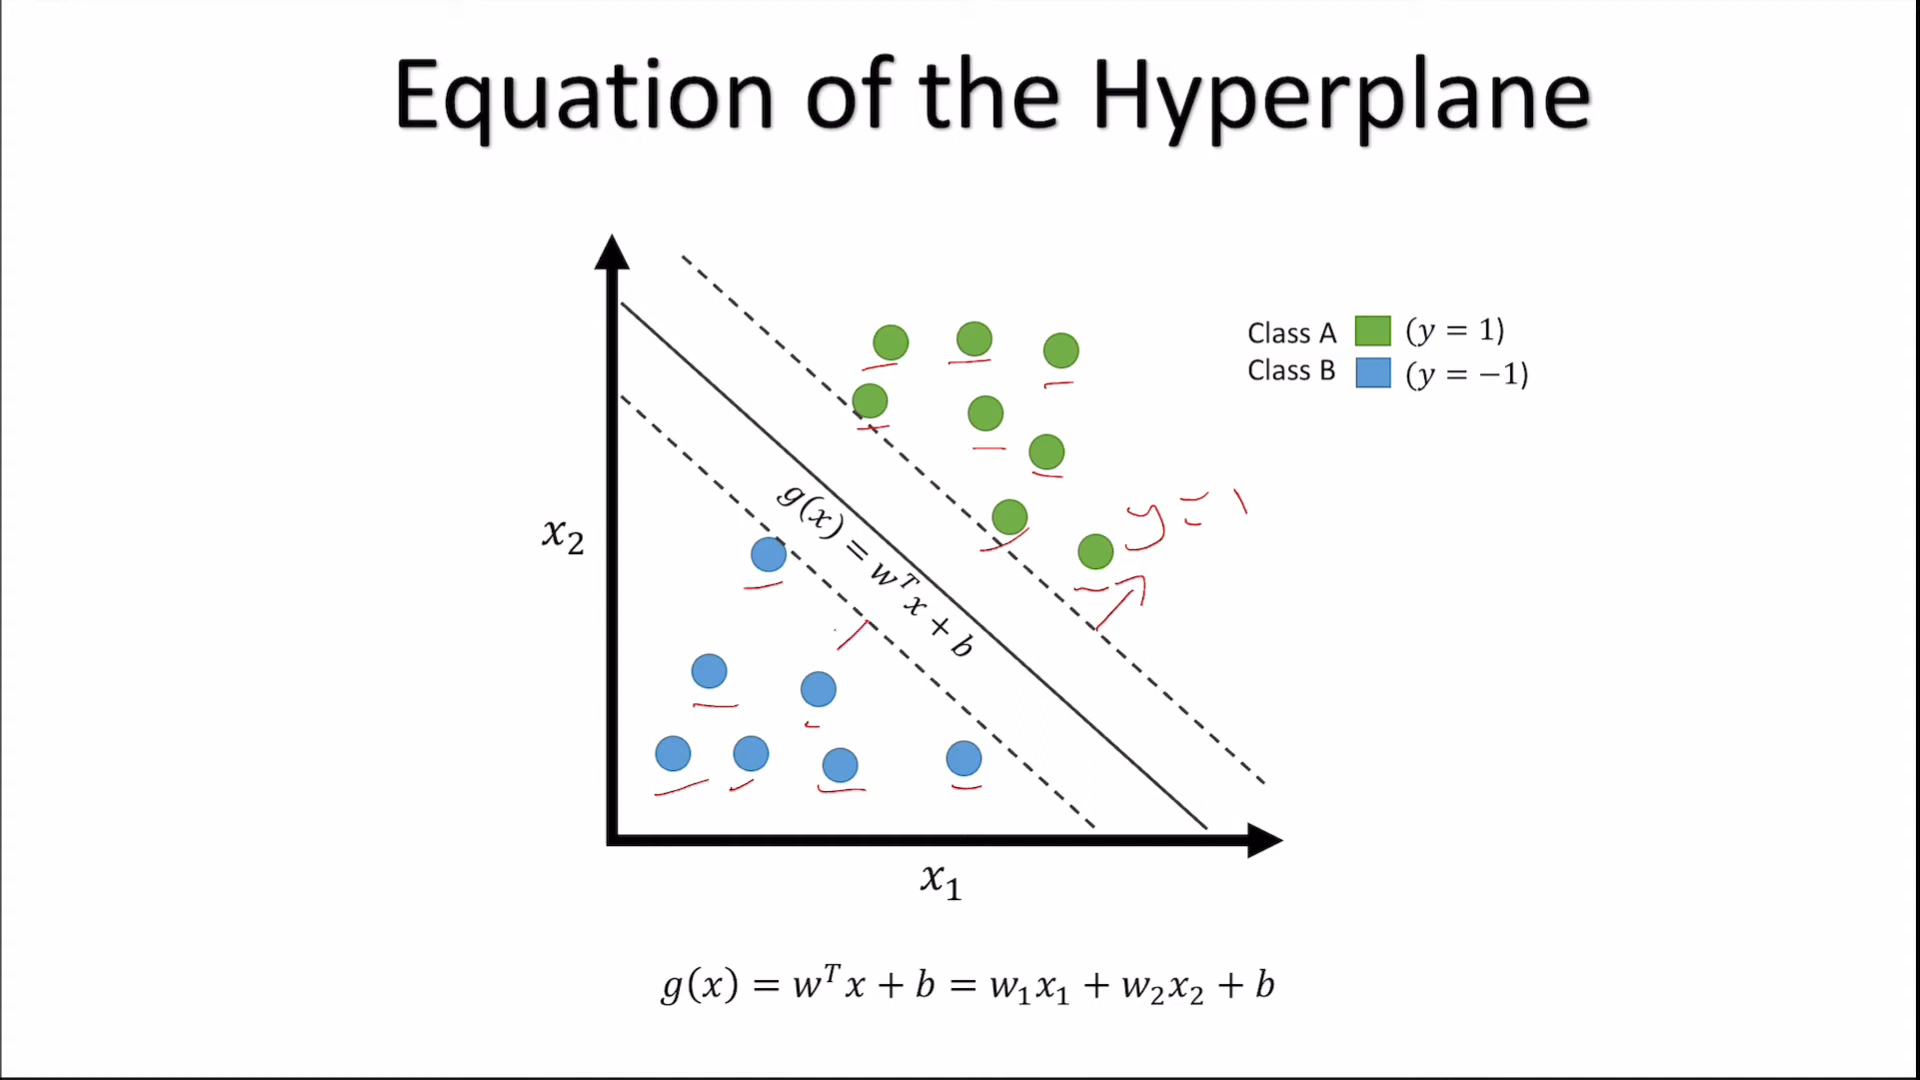 Equation of the Hyperplane
Class A (y = 1)
Class B (y = −1)
y = 1
x₂
g(x) = wᵀx + b
x₁
g(x) = wᵀx + b = w₁x₁ + w₂x₂ + b